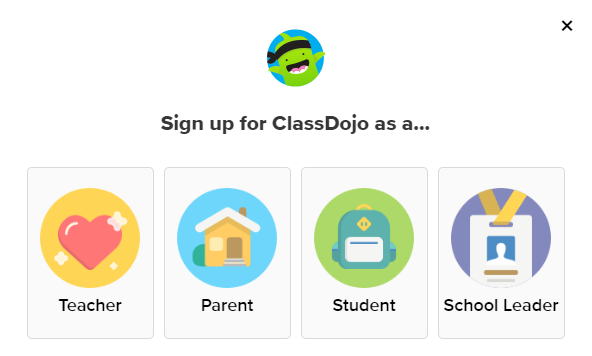 Sign up for ClassDojo as a...
Teacher
Parent
Student
School Leader